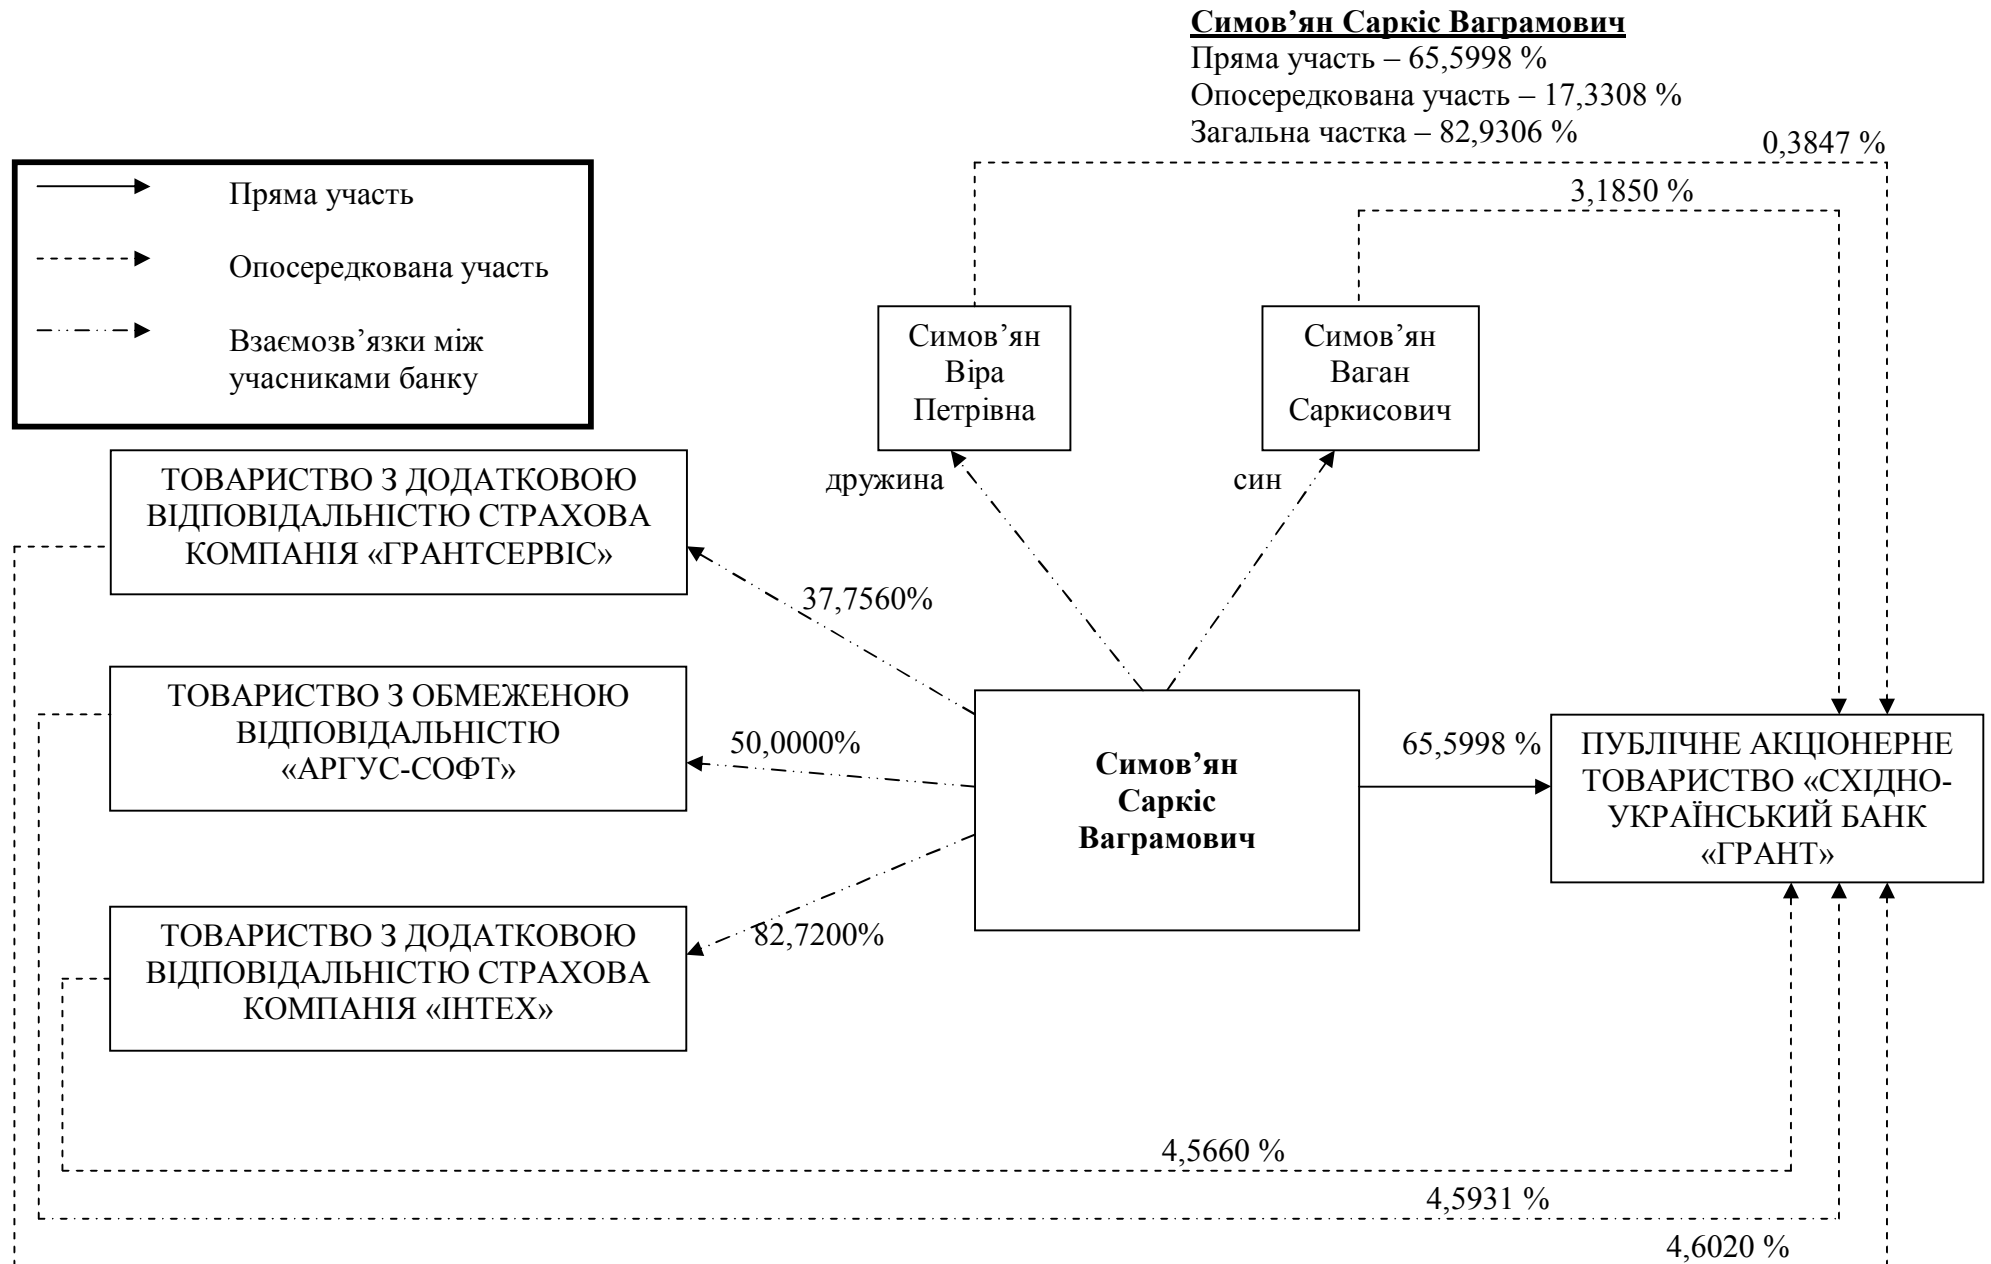 Симов’ян Саркіс Ваграмович
Пряма участь – 65,5998 %
Опосередкована участь – 17,3308 %
Загальна частка – 82,9306 %
0,3847 %
3,1850 %
Пряма участь
Опосередкована участь
Взаємозв’язки між
учасниками банку
Симов’ян
Віра
Петрівна
Симов’ян
Ваган
Саркисович
дружина
син
ТОВАРИСТВО З ДОДАТКОВОЮ
ВІДПОВІДАЛЬНІСТЮ СТРАХОВА
КОМПАНІЯ «ГРАНТСЕРВІС»
37,7560%
ТОВАРИСТВО З ОБМЕЖЕНОЮ
ВІДПОВІДАЛЬНІСТЮ
«АРГУС-СОФТ»
50,0000%
Симов’ян
Саркіс
Ваграмович
65,5998 %
ПУБЛІЧНЕ АКЦІОНЕРНЕ
ТОВАРИСТВО «СХІДНО-
УКРАЇНСЬКИЙ БАНК
«ГРАНТ»
ТОВАРИСТВО З ДОДАТКОВОЮ
ВІДПОВІДАЛЬНІСТЮ СТРАХОВА
КОМПАНІЯ «ІНТЕХ»
82,7200%
4,5660 %
4,5931 %
4,6020 %